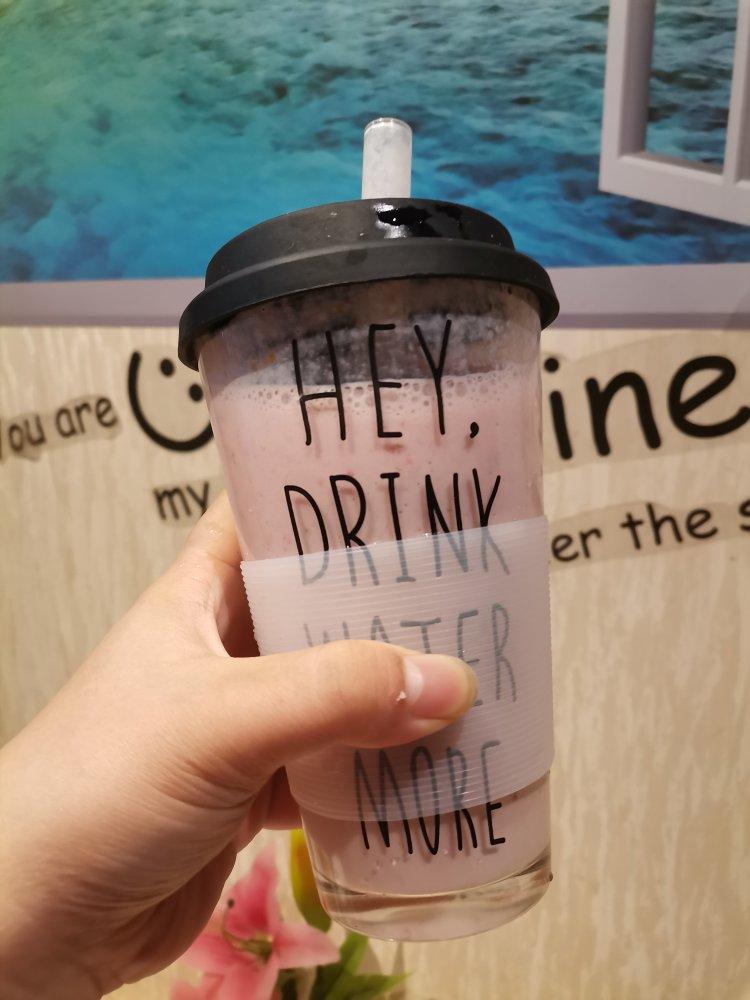 HEY,
DRINK
WATER
MORE
You are
ine
my
er the s